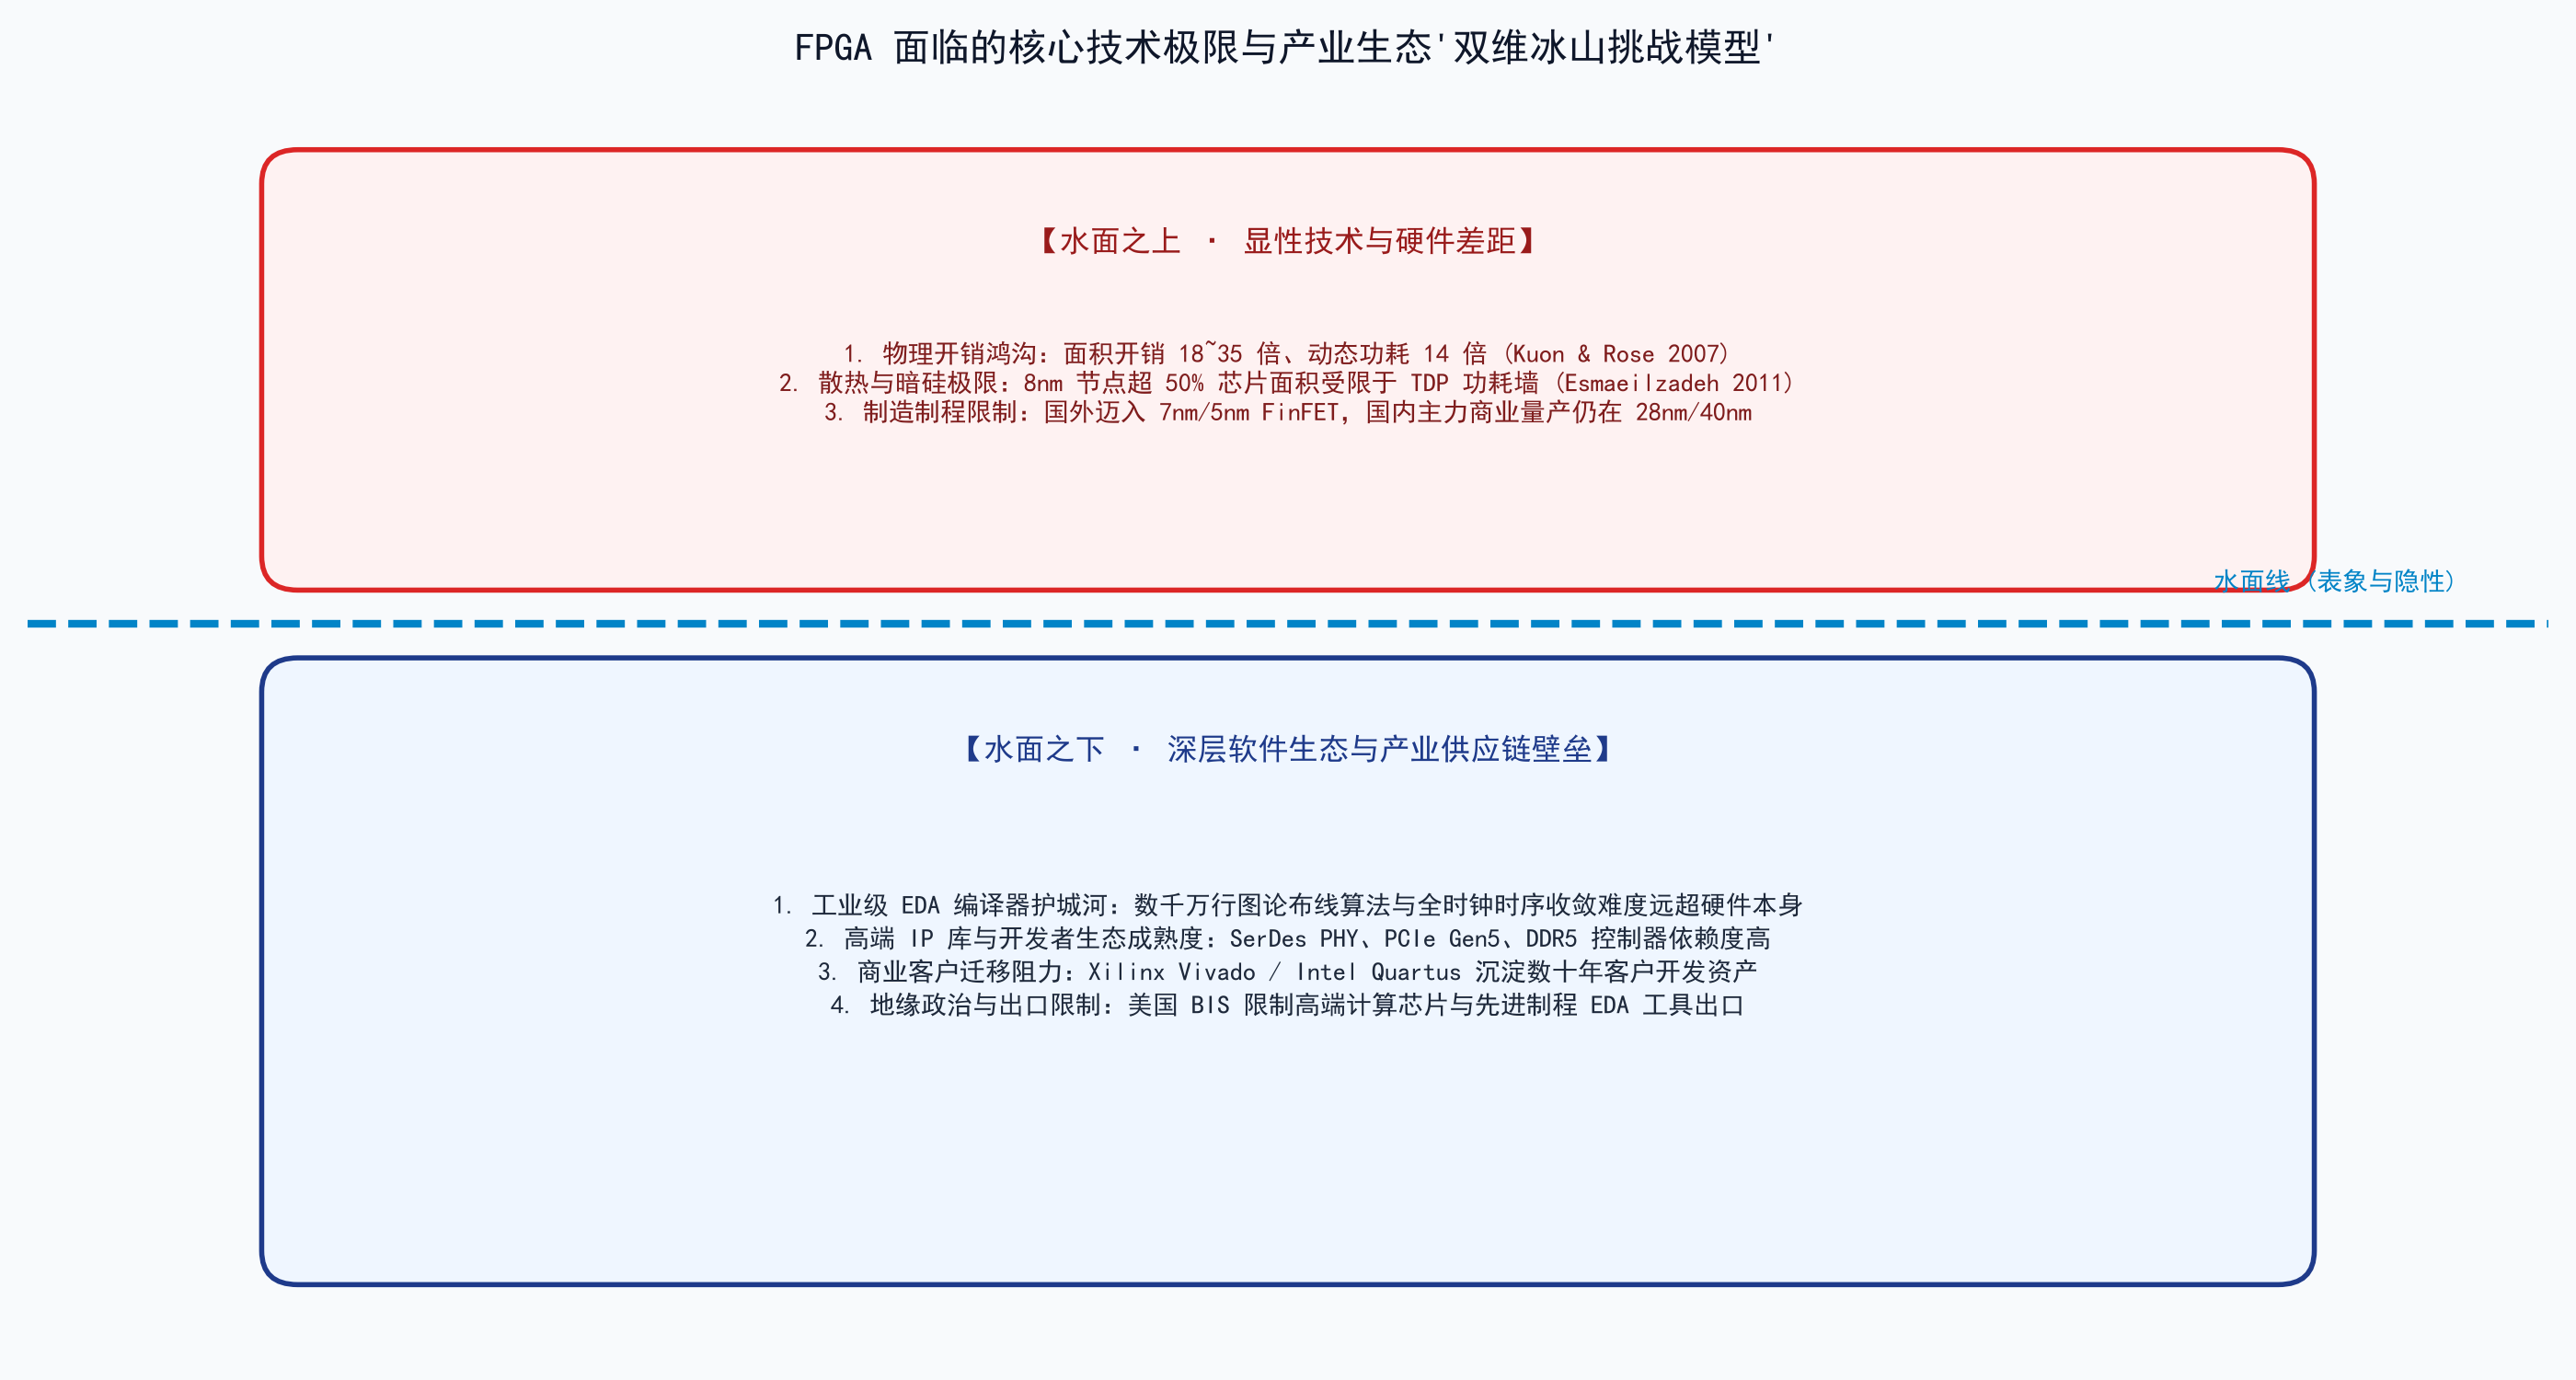 FPGA 面临的核心技术极限与产业生态'双维冰山挑战模型'
【水面之上 · 显性技术与硬件差距】
1. 物理开销鸿沟：面积开销 18~35 倍、动态功耗 14 倍 (Kuon & Rose 2007)
2. 散热与暗硅极限：8nm 节点超 50% 芯片面积受限于 TDP 功耗墙 (Esmaeilzadeh 2011)
3. 制造制程限制：国外迈入 7nm/5nm FinFET，国内主力商业量产仍在 28nm/40nm
水面线 (表象与隐性)
【水面之下 · 深层软件生态与产业供应链壁垒】
1. 工业级 EDA 编译器护城河：数千万行图论布线算法与全时钟时序收敛难度远超硬件本身
2. 高端 IP 库与开发者生态成熟度：SerDes PHY、PCIe Gen5、DDR5 控制器依赖度高
3. 商业客户迁移阻力：Xilinx Vivado / Intel Quartus 沉淀数十年客户开发资产
4. 地缘政治与出口限制：美国 BIS 限制高端计算芯片与先进制程 EDA 工具出口